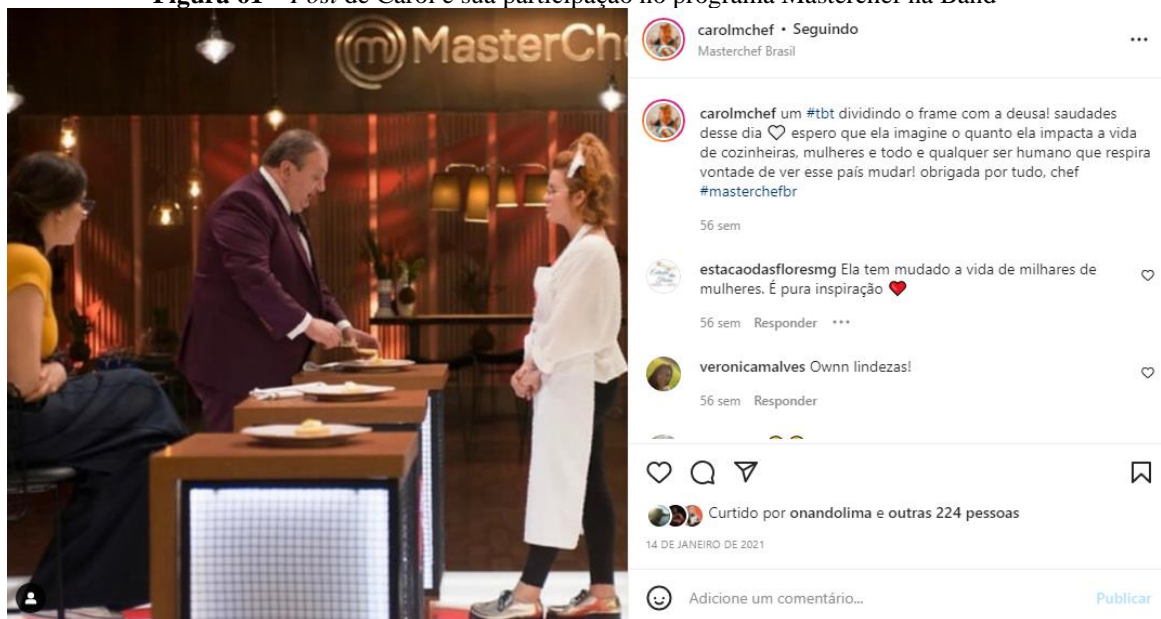 Figura 61 - Post de Carol e sua participação no programa Masterchef na Band
MasterCh
carolmchef • Seguindo
Masterchef Brasil
carolmchef um #tbt dividindo o frame com a deusa! saudades
desse dia ♡ espero que ela imagine o quanto ela impacta a vida
de cozinheiras, mulheres e todo e qualquer ser humano que respira
vontade de ver esse país mudar! obrigada por tudo, chef
#masterchefbr
56 sem
estacaodasfloresmg Ela tem mudado a vida de milhares de
mulheres. É pura inspiração ❤
56 sem Responder •••
veronicamalves Ownn lindezas!
56 sem Responder
Curtido por onandolima e outras 224 pessoas
14 DE JANEIRO DE 2021
Adicione um comentário... Publicar